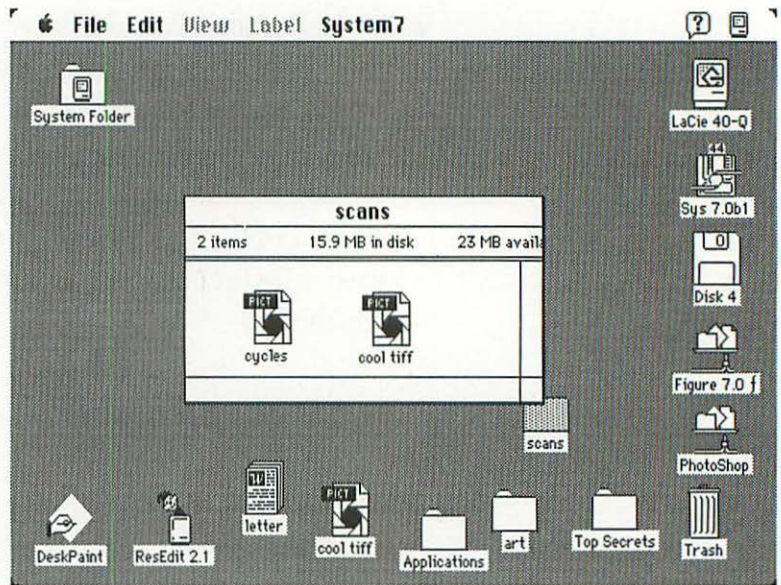 File Edit View Label System7
System Folder
LaCie 40-Q
44
Sys 7.0b1
scans
2 items 15.9 MB in disk 23 MB availa
0
Disk 4
PICT PICT
cycles cool tiff
Figure 7.0 f
scans
PhotoShop
W
PICT
DeskPaint ResEdit 2.1 letter cool tiff Applications art Top Secrets Trash